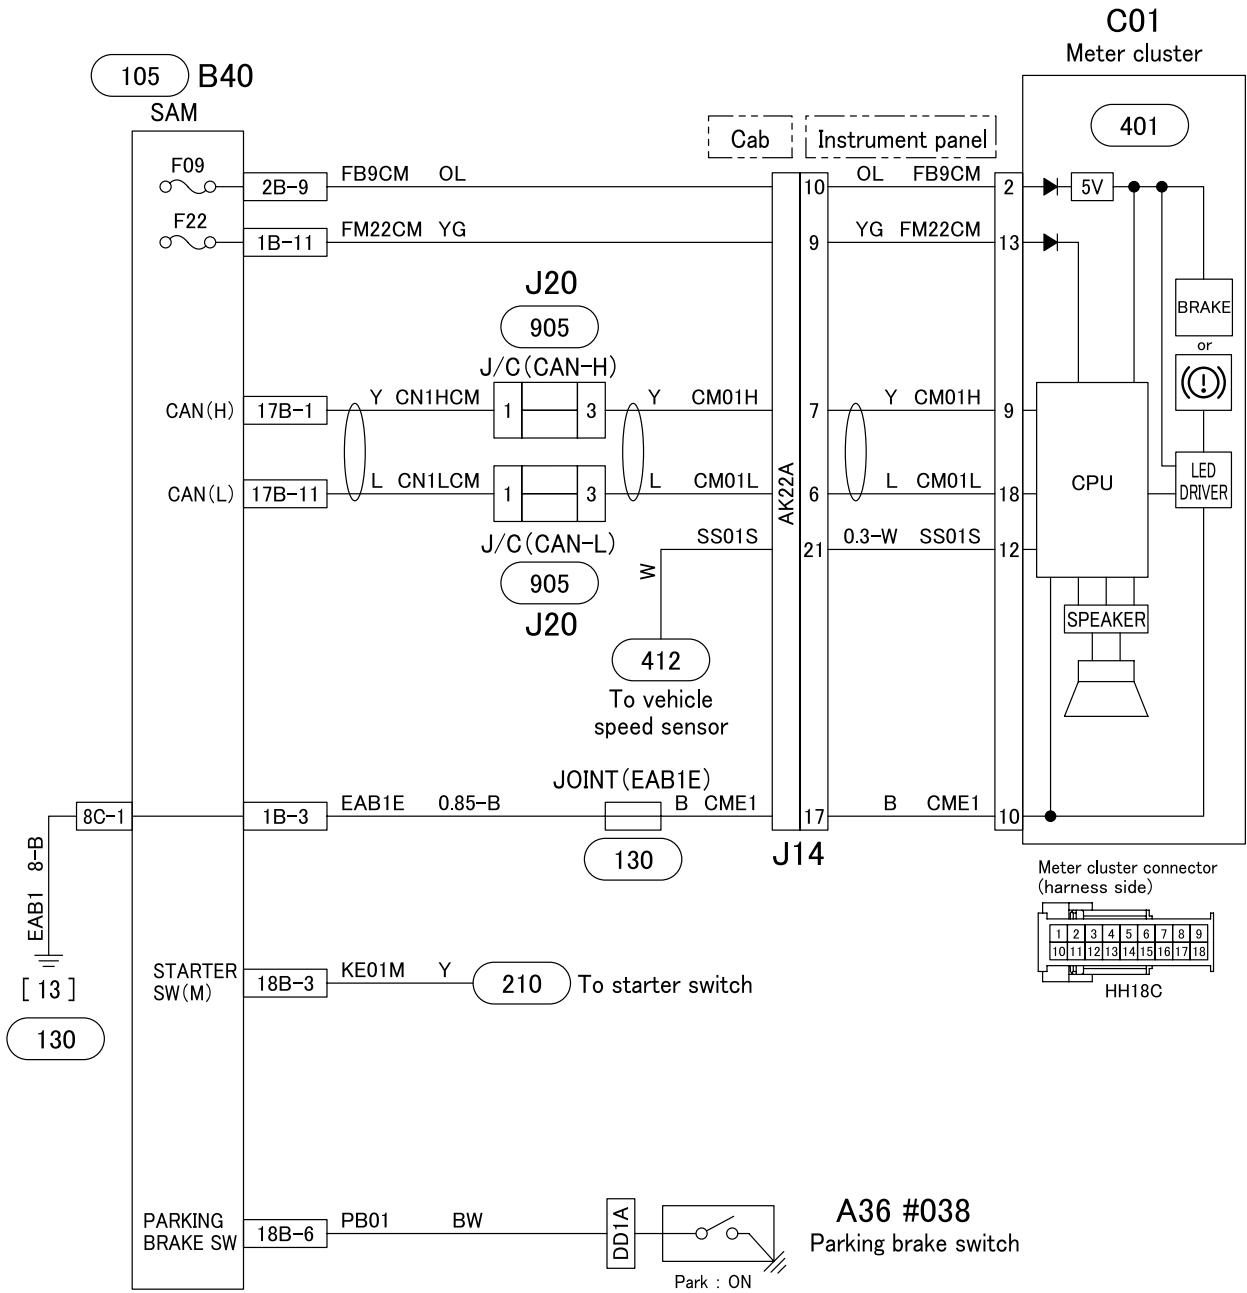 C01
Meter cluster
105 B40
SAM
401
Cab Instrument panel
F09 2B-9 FB9CM OL 10 OL FB9CM 2 5V
F22 1B-11 FM22CM YG 9 YG FM22CM 13
J20
905
J/C(CAN-H)
BRAKE
or
CAN(H) 17B-1 Y CN1HCM 1 3 Y CM01H 7 Y CM01H 9
CAN(L) 17B-11 L CN1LCM 1 3 L CM01L 6 L CM01L 18
AK22A
CPU
LED
DRIVER
J/C(CAN-L)
905
J20
SS01S 21 0.3-W SS01S 12
W
412
To vehicle
speed sensor
SPEAKER
JOINT(EAB1E)
8C-1 1B-3 EAB1E 0.85-B B CME1 17 B CME1 10
130
J14
EAB1 8-B
[ 13 ]
130
Meter cluster connector
(harness side)
1 2 3 4 5 6 7 8 9
10 11 12 13 14 15 16 17 18
HH18C
STARTER
SW(M)
18B-3 KE01M Y 210 To starter switch
PARKING
BRAKE SW
18B-6 PB01 BW DD1A
A36 #038
Parking brake switch
Park : ON